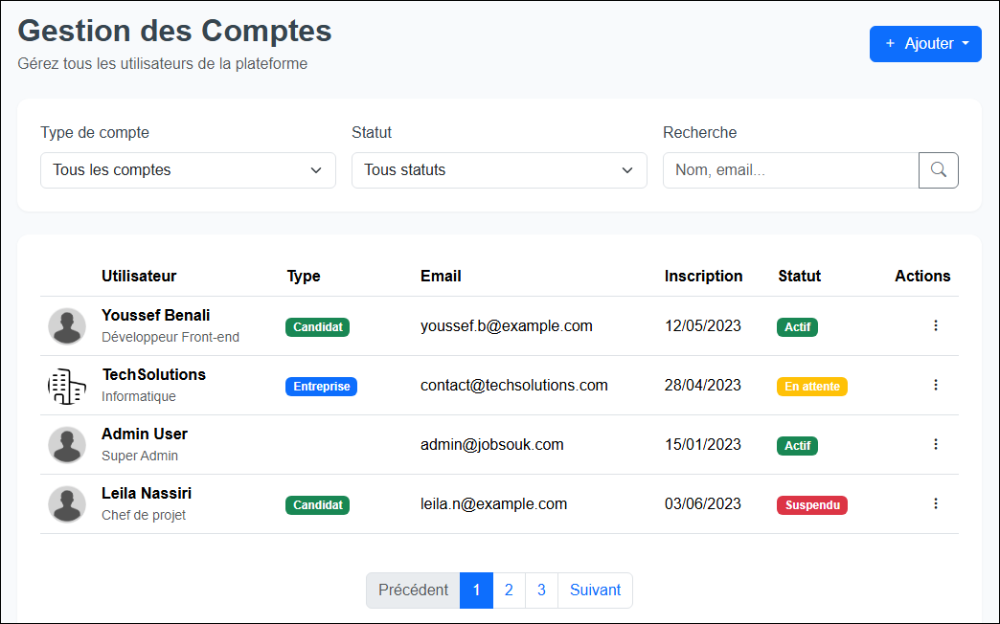 Gestion des Comptes
Gérez tous les utilisateurs de la plateforme
+ Ajouter
Type de compte
Statut
Recherche
Tous les comptes
Tous statuts
Nom, email...
Utilisateur Type Email Inscription Statut Actions
Youssef Benali
Développeur Front-end
Candidat
youssef.b@example.com
12/05/2023
Actif
TechSolutions
Informatique
Entreprise
contact@techsolutions.com
28/04/2023
En attente
Admin User
Super Admin
admin@jobsouk.com
15/01/2023
Actif
Leila Nassiri
Chef de projet
Candidat
leila.n@example.com
03/06/2023
Suspendu
Précédent 1 2 3 Suivant